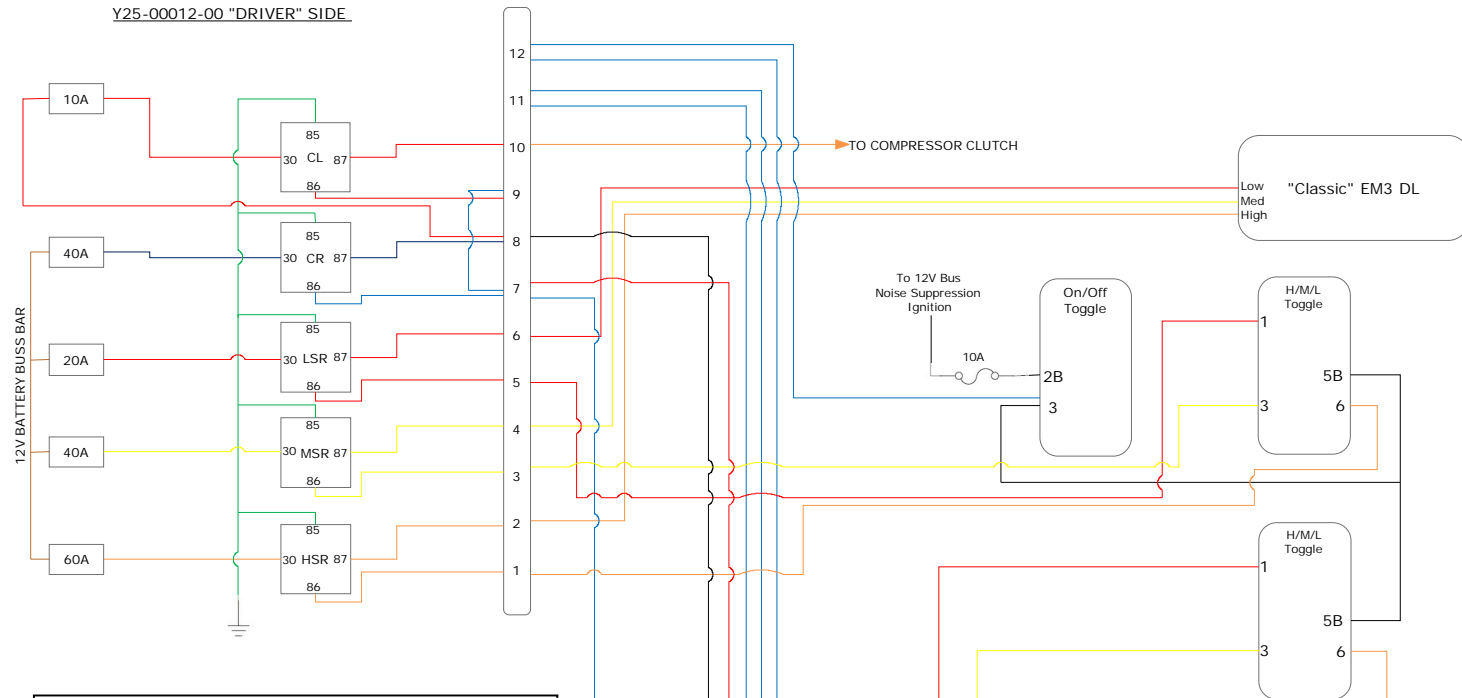 Y25-00012-00 "DRIVER" SIDE
12V BATTERY BUSS BAR
10A
40A
20A
40A
60A
85
30 CL 87
86
85
30 CR 87
86
85
30 LSR 87
86
85
30 MSR 87
86
85
30 HSR 87
86
12
11
10
9
8
7
6
5
4
3
2
1
TO COMPRESSOR CLUTCH
Low
Med
High
"Classic" EM3 DL
To 12V Bus
Noise Suppression
Ignition
10A
On/Off
Toggle
2B
3
H/M/L
Toggle
1
5B
3
6
H/M/L
Toggle
1
5B
3
6